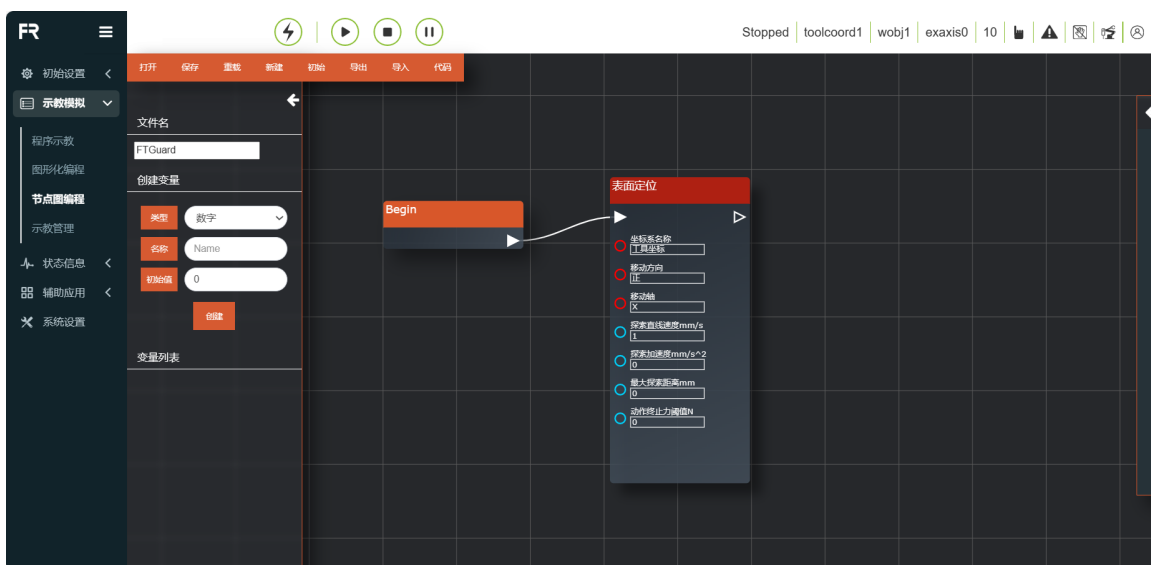 FR
Stopped
toolcoord1
wobj1
exaxis0
10
打开
保存
重载
新建
初始
导出
导入
代码
初始设置
示教模拟
程序示教
图形化编程
节点图编程
示教管理
状态信息
辅助应用
系统设置
文件名
FTGuard
创建变量
类型
数字
名称
Name
初始值
0
创建
变量列表
Begin
表面定位
坐标系名称
工具坐标
移动方向
正
移动轴
X
探索直线速度mm/s
1
探索加速度mm/s^2
0
最大探索距离mm
0
动作终止力阈值N
0